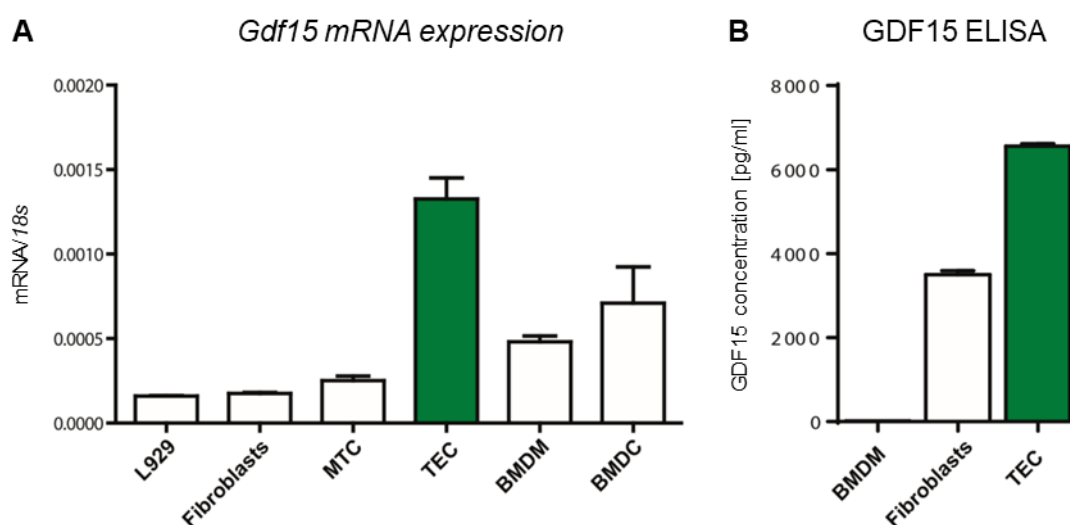 A
Gdf15 mRNA expression
mRNA/18s
0.0020
0.0015
0.0010
0.0005
0.0000
L929
Fibroblasts
MTC
TEC
BMDM
BMDC
B
GDF15 ELISA
GDF15 concentration [pg/ml]
8000
6000
4000
2000
0
BMDM
Fibroblasts
TEC